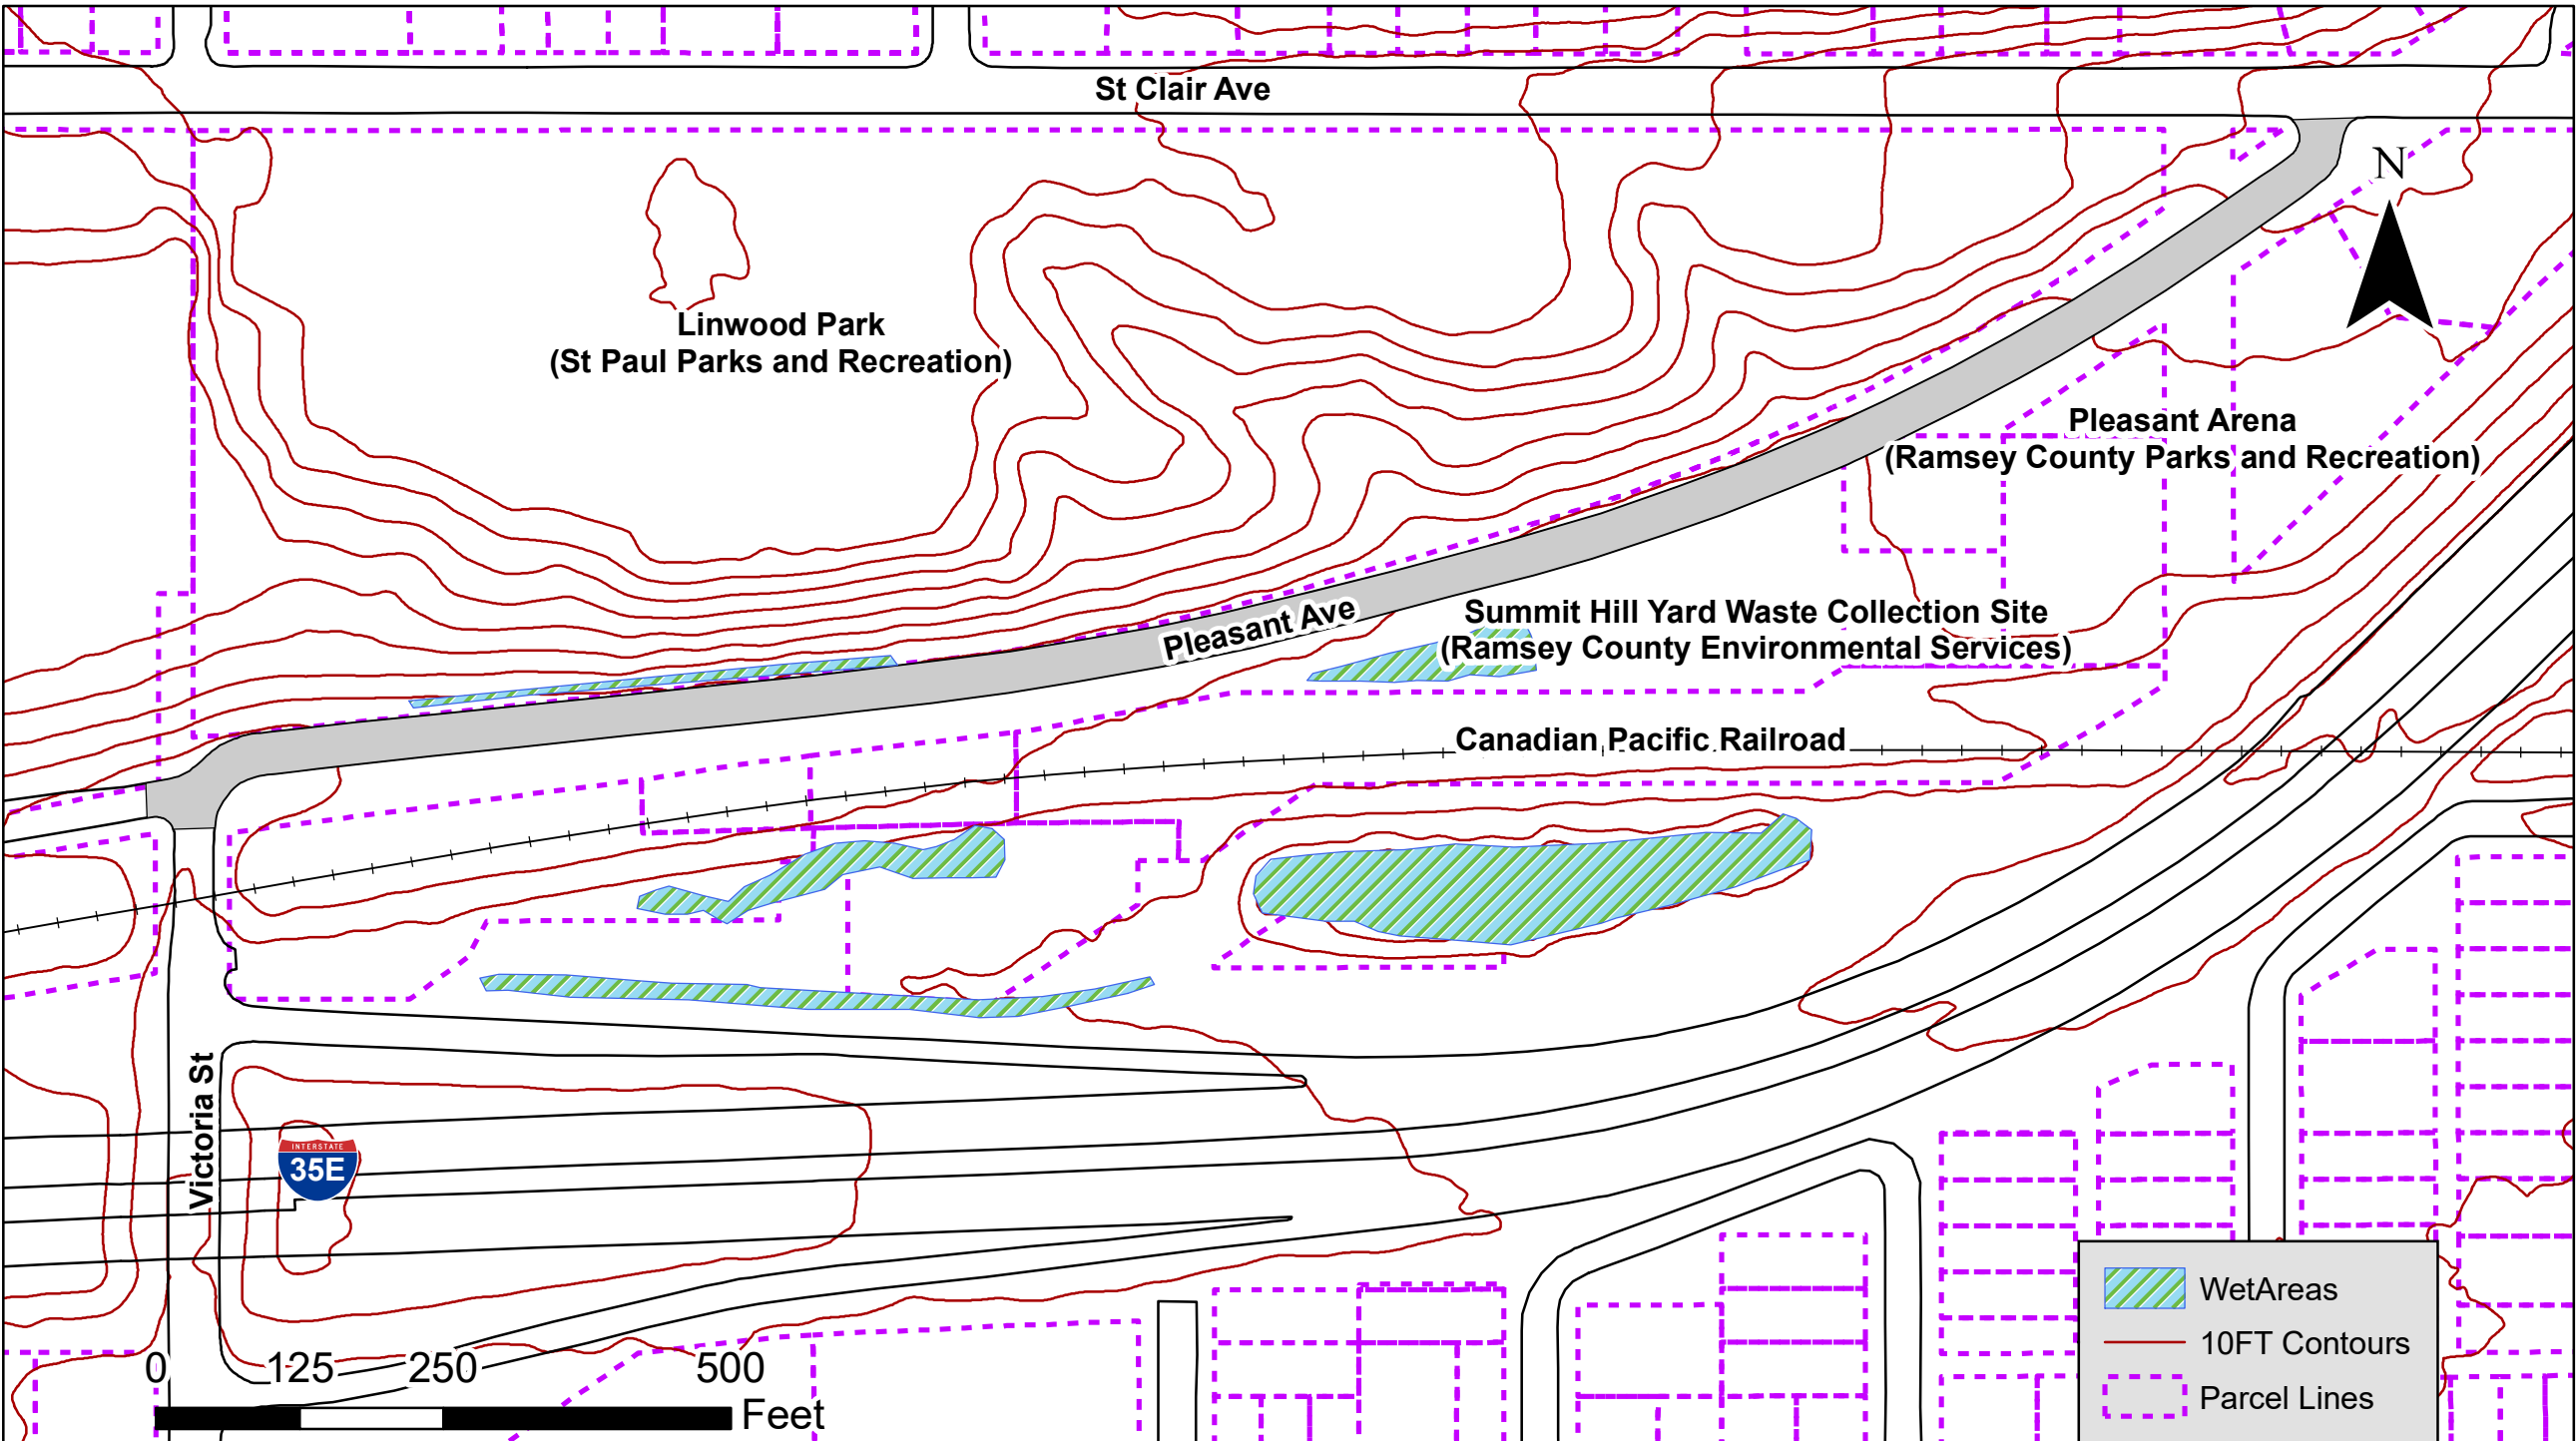 St Clair Ave
N
Linwood Park
(St Paul Parks and Recreation)
Pleasant Arena
(Ramsey County Parks and Recreation)
Pleasant Ave
Summit Hill Yard Waste Collection Site
(Ramsey County Environmental Services)
Canadian Pacific Railroad
Victoria St
INTERSTATE
35E
WetAreas
10FT Contours
Parcel Lines
0 125 250 500
Feet